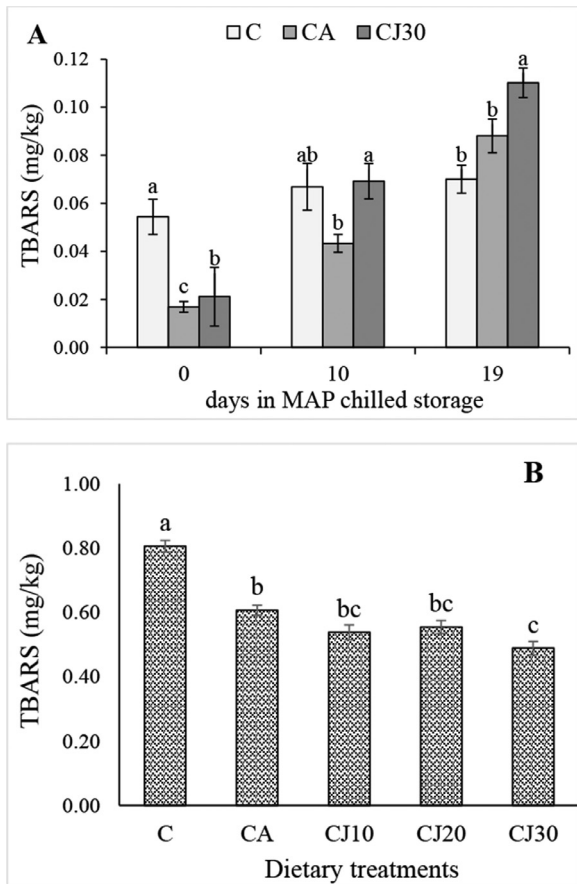 A
C CA CJ30
TBARS (mg/kg)
0.12
0.10
0.08
0.06
0.04
0.02
0.00
a
c
b
ab
b
a
b
b
a
0 10 19
days in MAP chilled storage
B
TBARS (mg/kg)
1.00
0.80
0.60
0.40
0.20
0.00
a
b
bc
bc
c
C CA CJ10 CJ20 CJ30
Dietary treatments